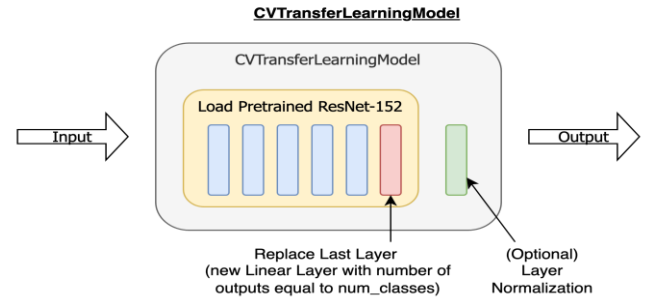 CVTransferLearningModel
CVTransferLearningModel
Load Pretrained ResNet-152
Input
Output
Replace Last Layer
(new Linear Layer with number of
outputs equal to num_classes)
(Optional)
Layer
Normalization